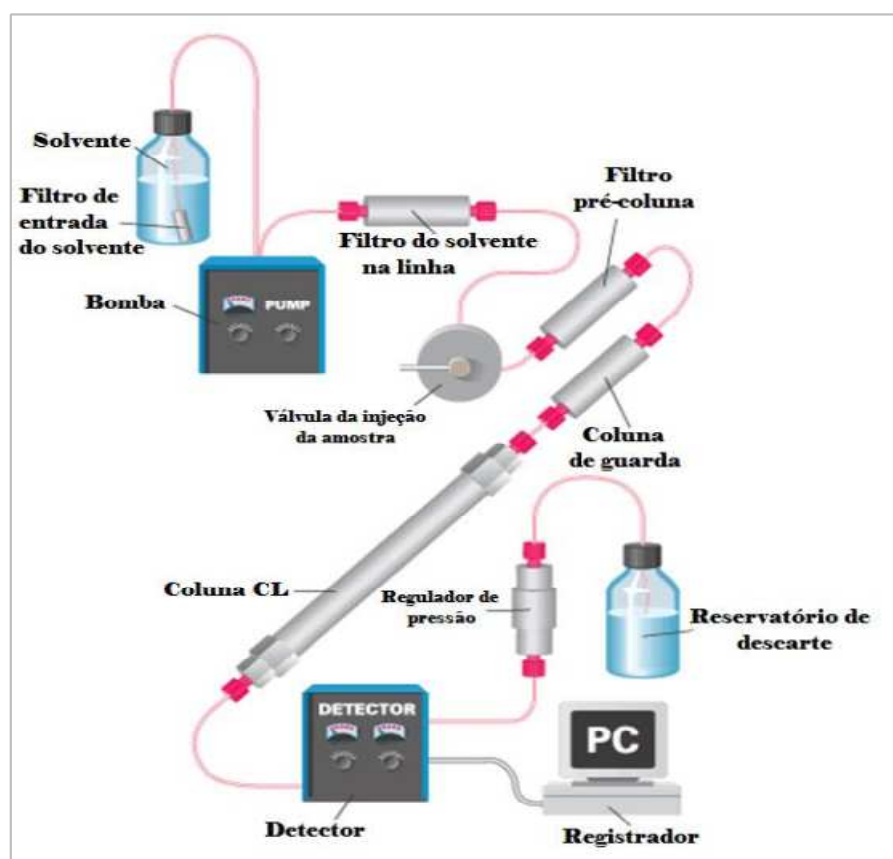 Solvente
Filtro de
entrada
do solvente
Bomba
PUMP
Filtro do solvente
na linha
Filtro
pré-coluna
Válvula da injeção
da amostra
Coluna
de guarda
Coluna CL
Regulador de
pressão
Reservatório de
descarte
DETECTOR
Detector
PC
Registrador